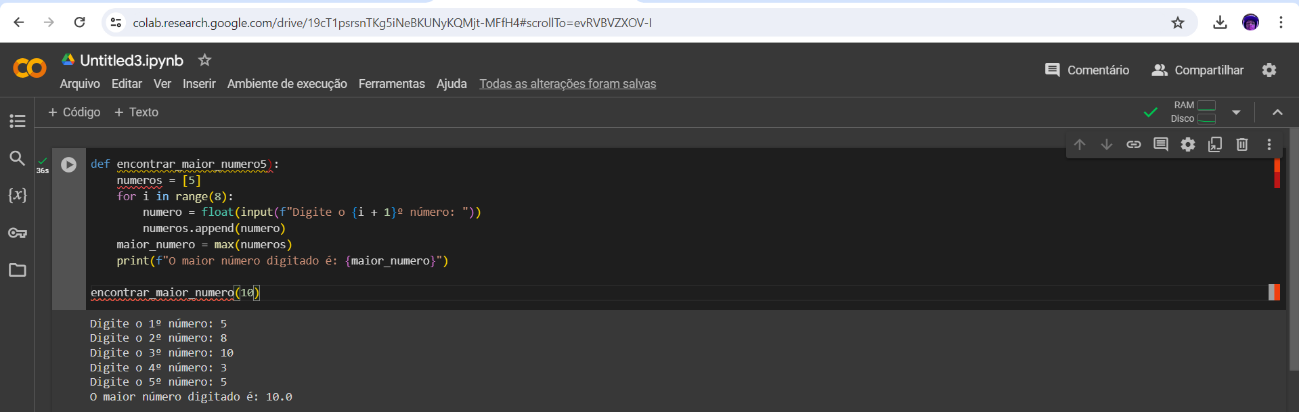 colab.research.google.com/drive/19cT1psrsnTKg5iNeBKUNyKQMjt-MFfH4#scrollTo=evRVBVZXOV-I
Untitled3.ipynb
Arquivo Editar Ver Inserir Ambiente de execução Ferramentas Ajuda Todas as alterações foram salvas
Comentário Compartilhar
+ Código + Texto
RAM
Disco
36s
def encontrar_maior_numero5):
    numeros = [5]
    for i in range(8):
        numero = float(input(f"Digite o {i + 1}º número: "))
        numeros.append(numero)
    maior_numero = max(numeros)
    print(f"O maior número digitado é: {maior_numero}")
encontrar_maior_numero(10)
Digite o 1º número: 5
Digite o 2º número: 8
Digite o 3º número: 10
Digite o 4º número: 3
Digite o 5º número: 5
O maior número digitado é: 10.0